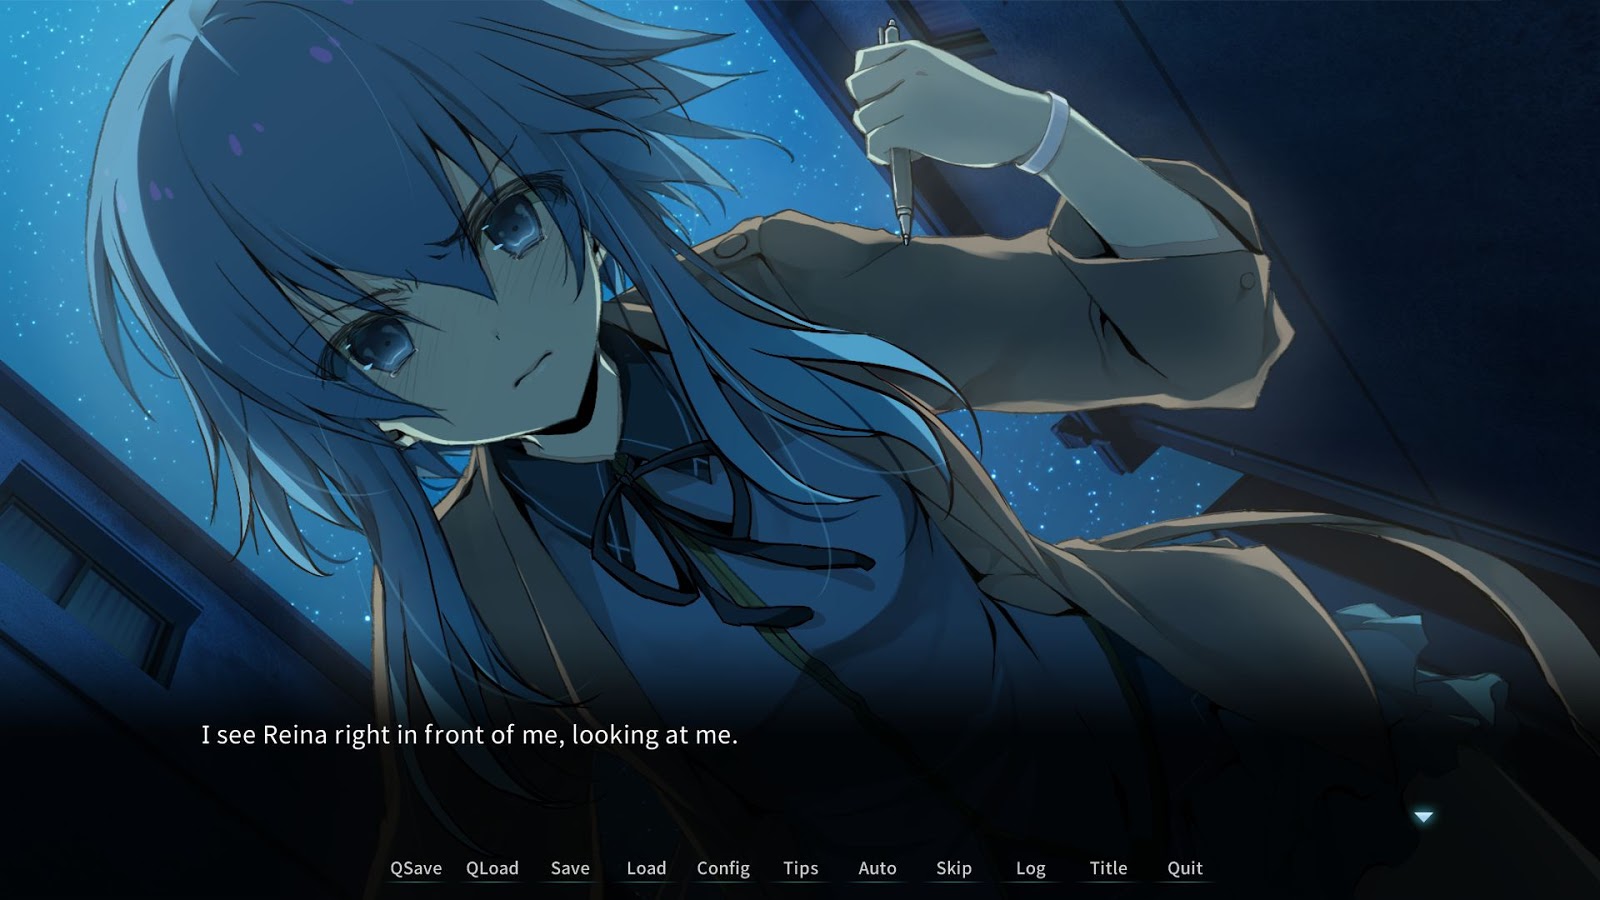 I see Reina right in front of me, looking at me.
QSave QLoad Save Load Config Tips Auto Skip Log Title Quit